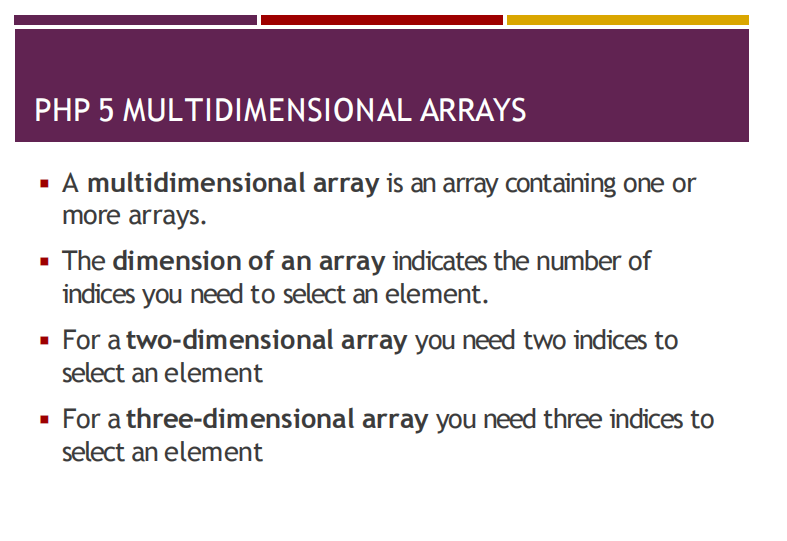 PHP 5 MULTIDIMENSIONAL ARRAYS
▪ A multidimensional array is an array containing one or
more arrays.
▪ The dimension of an array indicates the number of
indices you need to select an element.
▪ For a two-dimensional array you need two indices to
select an element
▪ For a three-dimensional array you need three indices to
select an element